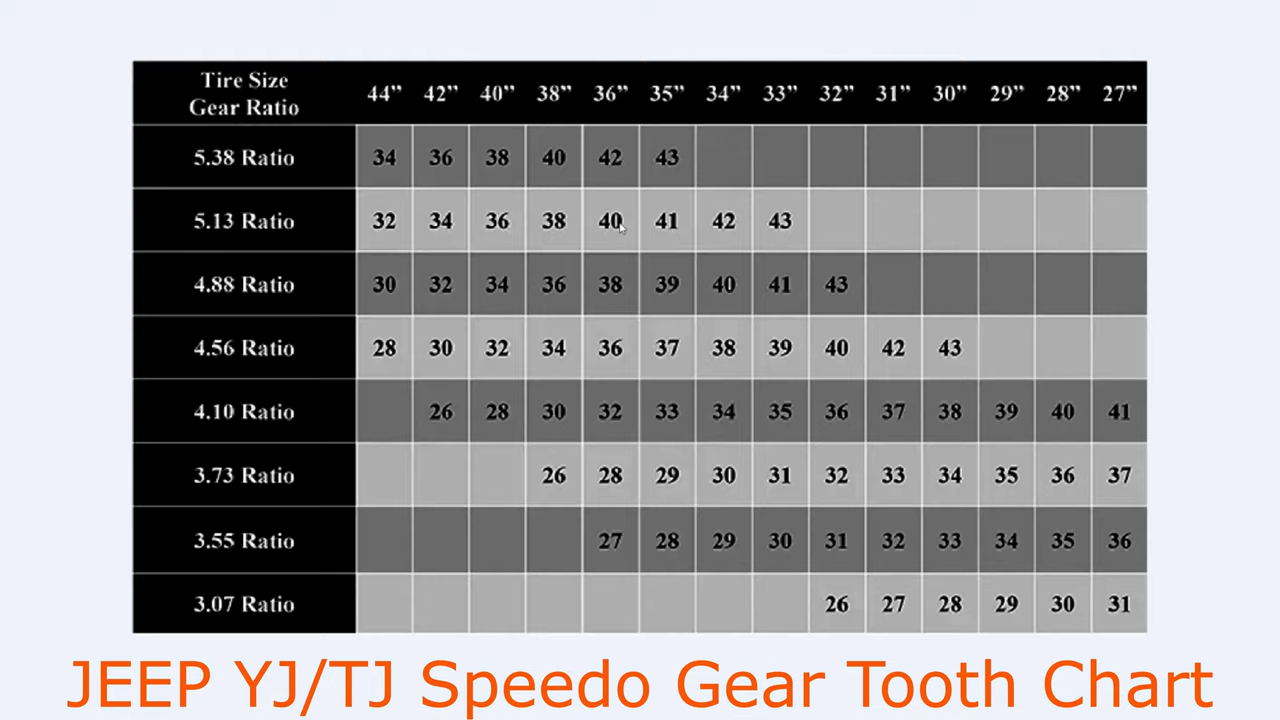 Tire Size
Gear Ratio
44” 42” 40” 38” 36” 35” 34” 33” 32” 31” 30” 29” 28” 27”
5.38 Ratio 34 36 38 40 42 43
5.13 Ratio 32 34 36 38 40 41 42 43
4.88 Ratio 30 32 34 36 38 39 40 41 43
4.56 Ratio 28 30 32 34 36 37 38 39 40 42 43
4.10 Ratio 26 28 30 32 33 34 35 36 37 38 39 40 41
3.73 Ratio 26 28 29 30 31 32 33 34 35 36 37
3.55 Ratio 27 28 29 30 31 32 33 34 35 36
3.07 Ratio 26 27 28 29 30 31
JEEP YJ/TJ Speedo Gear Tooth Chart